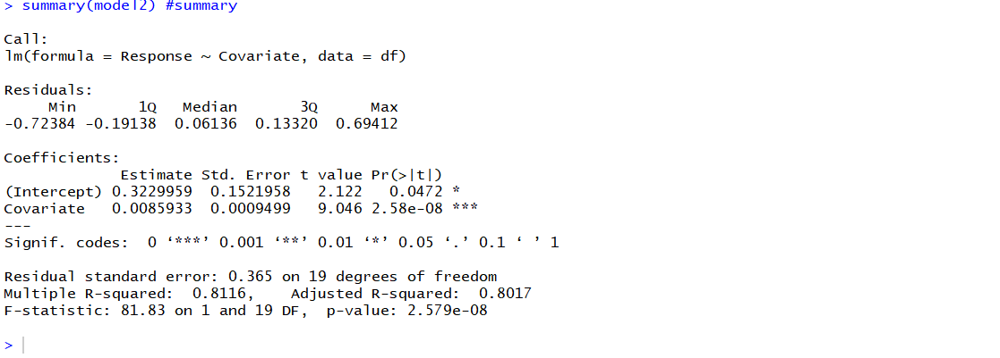 > summary(model2) #summary
Call:
lm(formula = Response ~ Covariate, data = df)
Residuals:
     Min       1Q   Median       3Q      Max
-0.72384 -0.19138  0.06136  0.13320  0.69412
Coefficients:
             Estimate Std. Error t value Pr(>|t|)
(Intercept) 0.3229959  0.1521958   2.122   0.0472 *
Covariate   0.0085933  0.0009499   9.046 2.58e-08 ***
---
Signif. codes:  0 ‘***’ 0.001 ‘**’ 0.01 ‘*’ 0.05 ‘.’ 0.1 ‘ ’ 1
Residual standard error: 0.365 on 19 degrees of freedom
Multiple R-squared:  0.8116,    Adjusted R-squared:  0.8017
F-statistic: 81.83 on 1 and 19 DF,  p-value: 2.579e-08
>